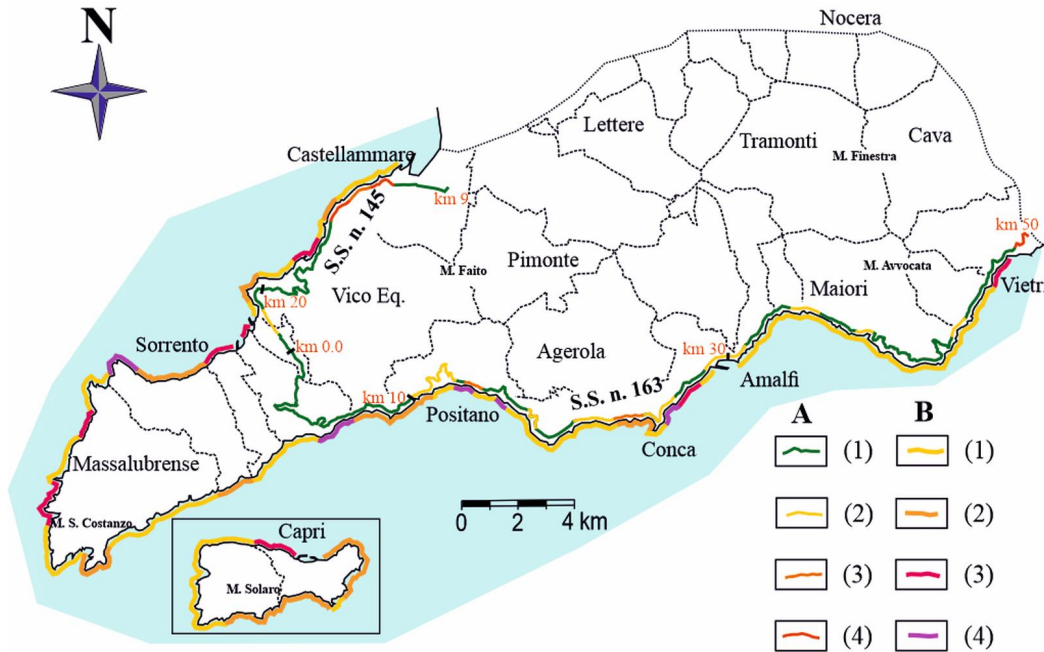 N
Nocera
Lettere
Tramonti
Cava
M. Finestra
Castellammare
km 9
S.S. n. 145
km 50
M. Faito
Pimonte
M. Avvocata
Vietri
km 20
Vico Eq.
Maiori
Sorrento
km 0.0
Agerola
km 30
Amalfi
km 10
S.S. n. 163
Positano
Conca
Massalubrense
M. S. Costanzo
Capri
M. Solaro
0 2 4 km
A B
(1) (1)
(2) (2)
(3) (3)
(4) (4)